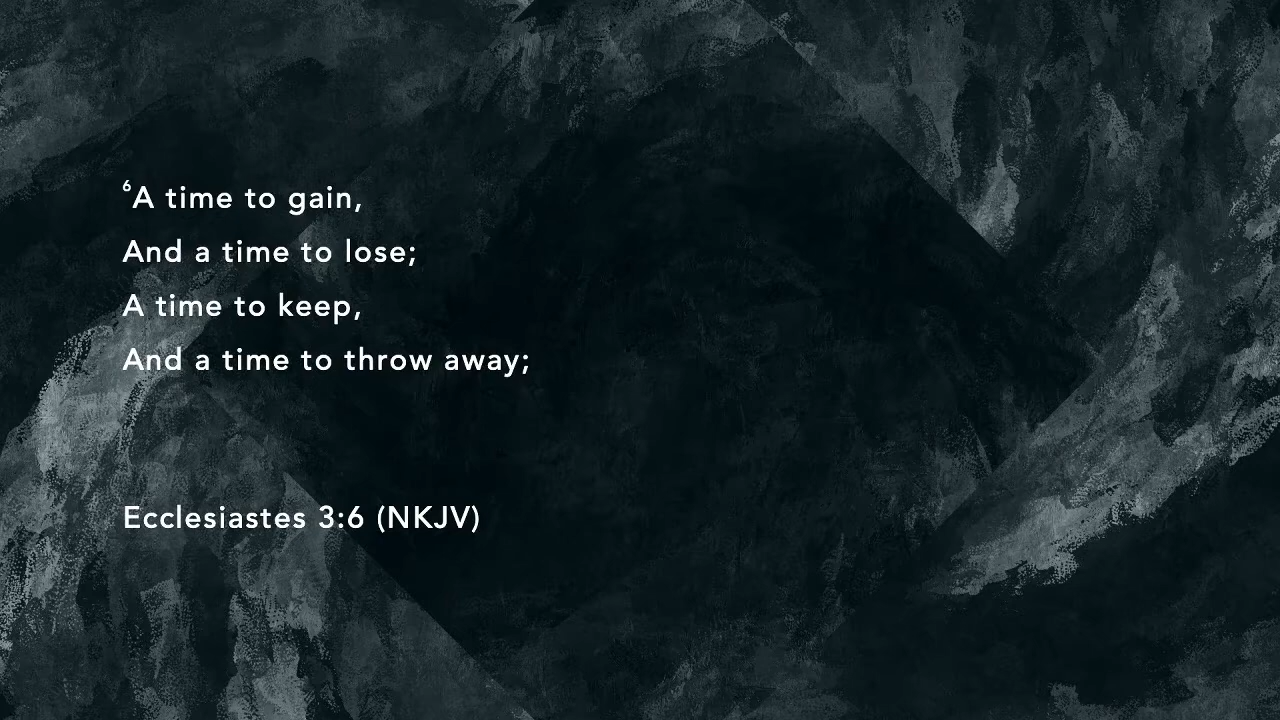 ⁶A time to gain,
And a time to lose;
A time to keep,
And a time to throw away;
Ecclesiastes 3:6 (NKJV)